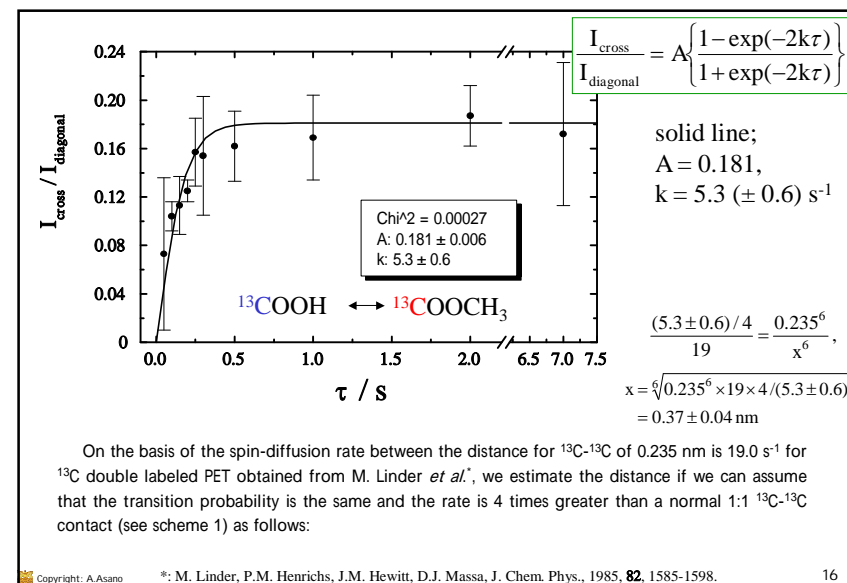 0.24
0.20
0.16
0.12
0.08
0.04
0
I_cross / I_diagonal
0.0 0.5 1.0 1.5 2.0 6.5 7.0 7.5
τ / s
Chi^2 = 0.00027
A: 0.181 ± 0.006
k: 5.3 ± 0.6
¹³COOH ↔ ¹³COOCH₃
I_cross / I_diagonal = A{(1−exp(−2kτ)) / (1+exp(−2kτ))}
solid line;
A = 0.181,
k = 5.3 (± 0.6) s⁻¹
((5.3±0.6)/4) / 19 = 0.235⁶ / x⁶ ,
x = ⁶√(0.235⁶ ×19×4/(5.3±0.6))
= 0.37±0.04 nm
On the basis of the spin-diffusion rate between the distance for ¹³C-¹³C of 0.235 nm is 19.0 s⁻¹ for
¹³C double labeled PET obtained from M. Linder et al.*, we estimate the distance if we can assume
that the transition probability is the same and the rate is 4 times greater than a normal 1:1 ¹³C-¹³C
contact (see scheme 1) as follows:
Copyright: A.Asano
*: M. Linder, P.M. Henrichs, J.M. Hewitt, D.J. Massa, J. Chem. Phys., 1985, 82, 1585-1598.
16